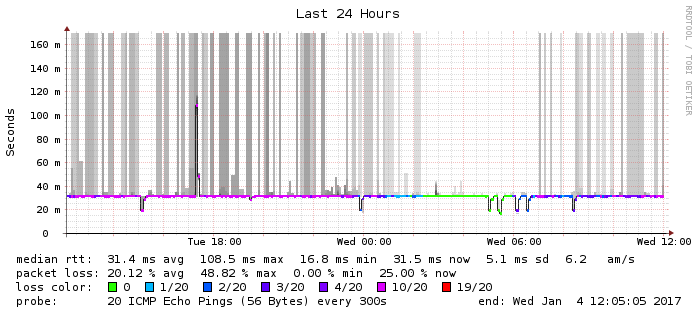 Last 24 Hours
RRDTOOL / TOBI OETIKER
Seconds
160 m
140 m
120 m
100 m
80 m
60 m
40 m
20 m
0
Tue 18:00 Wed 00:00 Wed 06:00 Wed 12:00
median rtt: 31.4 ms avg 108.5 ms max 16.8 ms min 31.5 ms now 5.1 ms sd 6.2 am/s
packet loss: 20.12 % avg 48.82 % max 0.00 % min 25.00 % now
loss color: 0 1/20 2/20 3/20 4/20 10/20 19/20
probe: 20 ICMP Echo Pings (56 Bytes) every 300s end: Wed Jan 4 12:05:05 2017